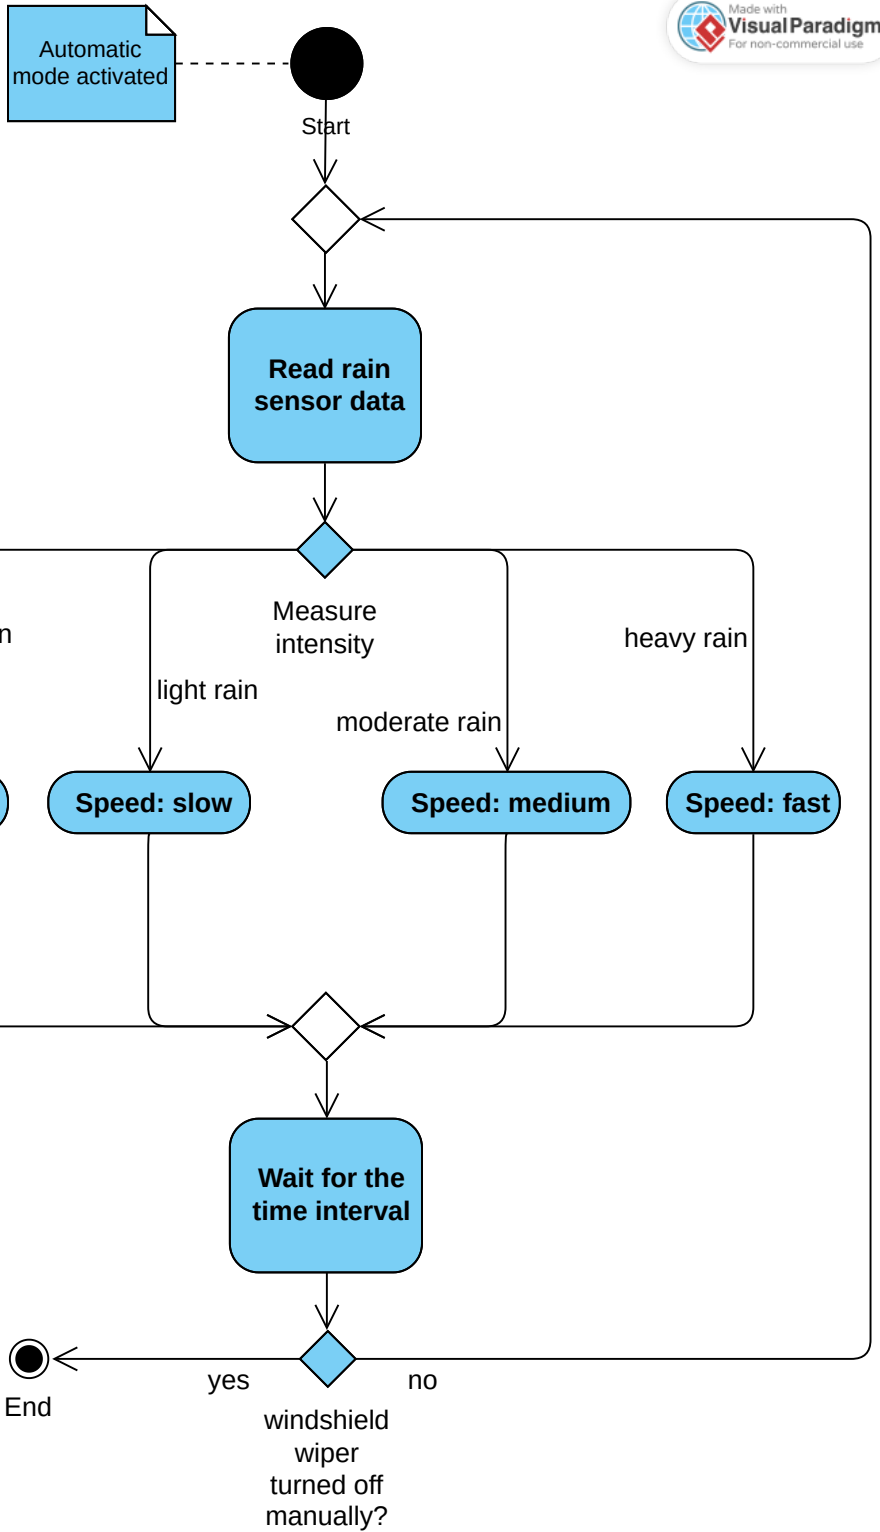 Made with
Visual Paradigm
For non-commercial use
Automatic
mode activated
Start
Read rain
sensor data
Measure
intensity
n
heavy rain
light rain
moderate rain
Speed: slow
Speed: medium
Speed: fast
Wait for the
time interval
yes
no
End
windshield
wiper
turned off
manually?